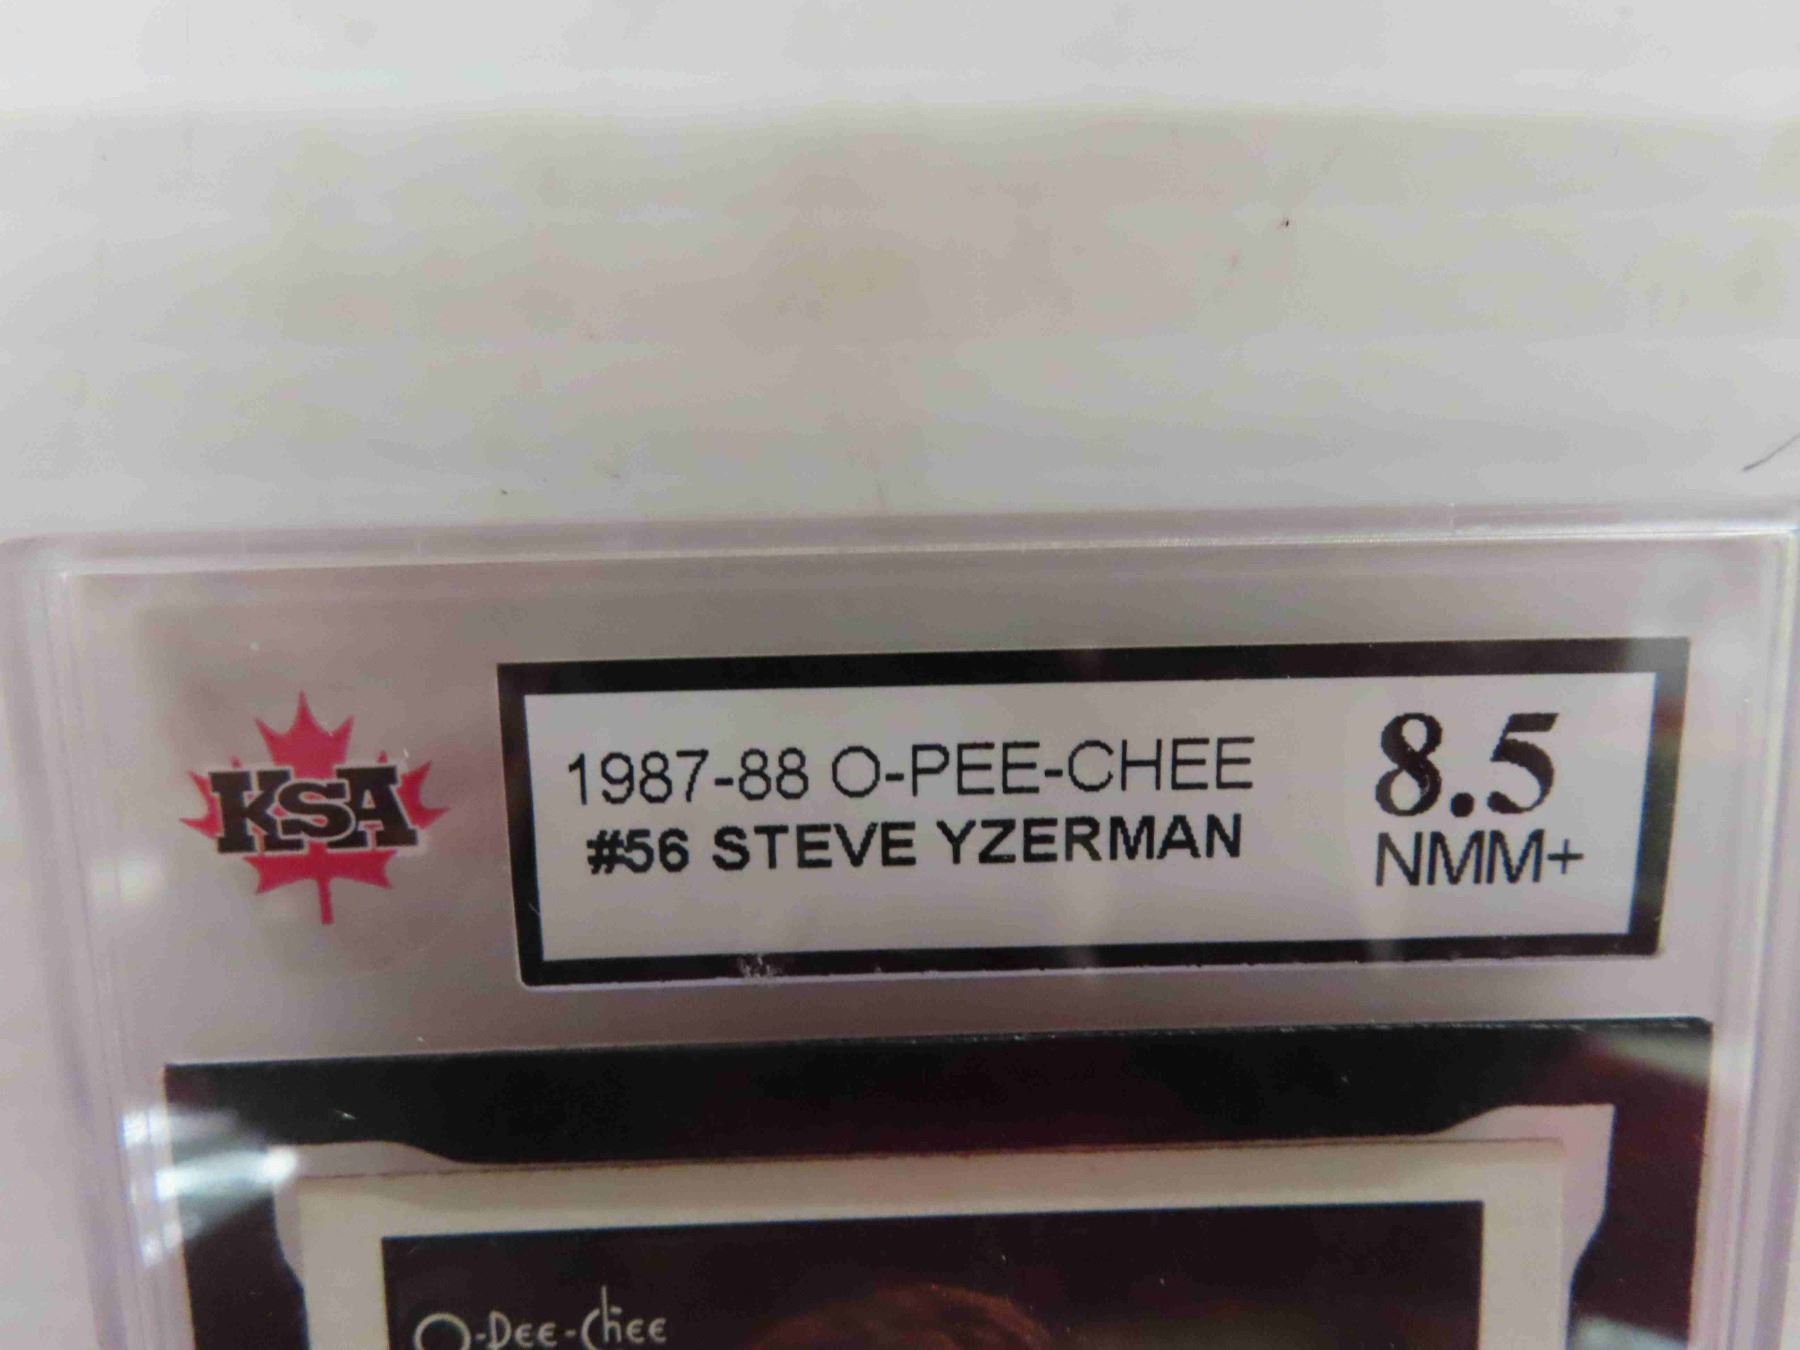 KSA
1987-88 O-PEE-CHEE
#56 STEVE YZERMAN
8.5
NMM+
O-Pee-Chee